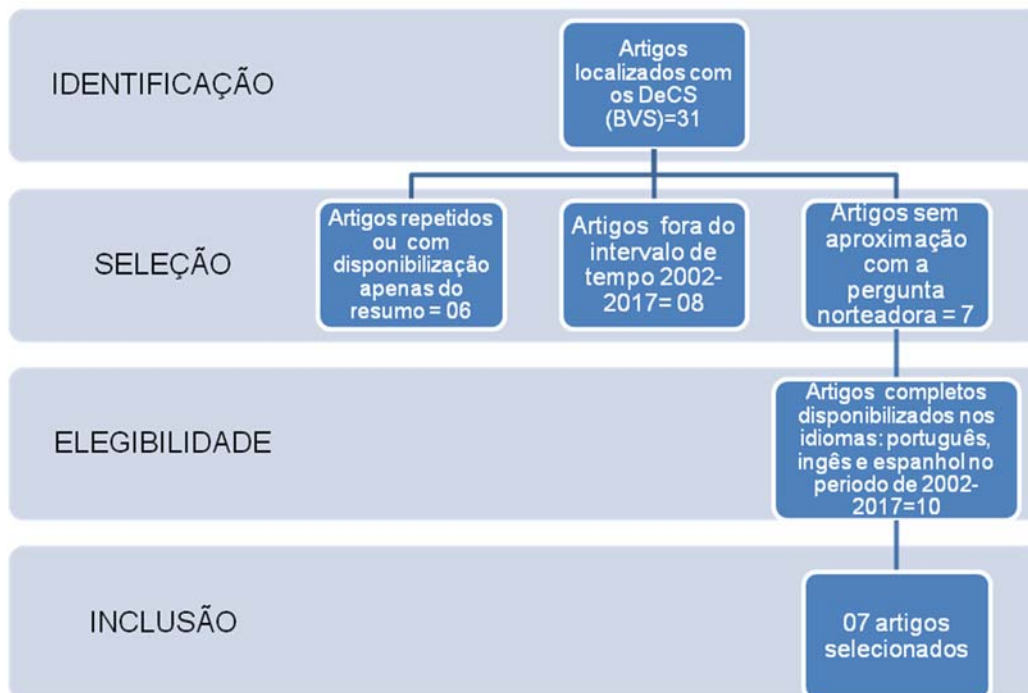 IDENTIFICAÇÃO
Artigos
localizados com
os DeCS
(BVS)=31
SELEÇÃO
Artigos repetidos
ou com
disponibilização
apenas do
resumo = 06
Artigos fora do
intervalo de
tempo 2002-
2017= 08
Artigos sem
aproximação
com a
pergunta
norteadora = 7
ELEGIBILIDADE
Artigos completos
disponibilizados nos
idiomas: português,
ingês e espanhol no
periodo de 2002-
2017=10
INCLUSÃO
07 artigos
selecionados